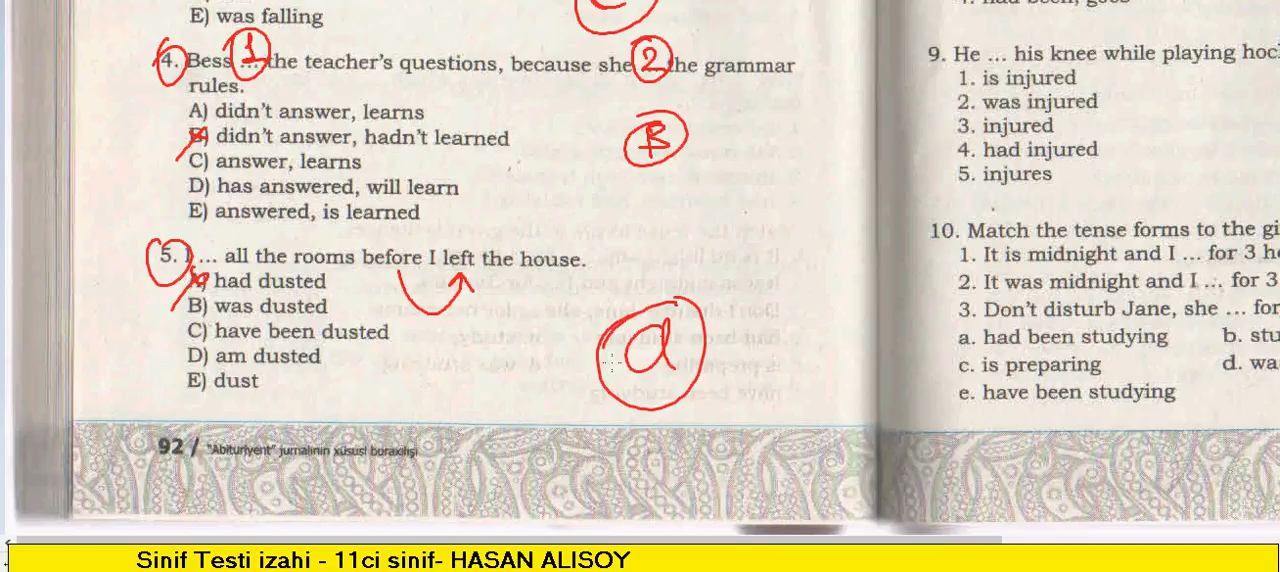 E) was falling
4. Bess 1 the teacher's questions, because she 2 the grammar
rules.
A) didn't answer, learns
B) didn't answer, hadn't learned
B
C) answer, learns
D) has answered, will learn
E) answered, is learned
5. I ... all the rooms before I left the house.
A) had dusted
B) was dusted
C) have been dusted
D) am dusted
E) dust
a
92 / "Abituriyent" jurnalının xüsusi buraxılışı
9. He ... his knee while playing hoc
1. is injured
2. was injured
3. injured
4. had injured
5. injures
10. Match the tense forms to the gi
1. It is midnight and I ... for 3 h
2. It was midnight and I ... for 3
3. Don't disturb Jane, she ... for
a. had been studying b. stu
c. is preparing d. wa
e. have been studying
Sinif Testi izahi - 11ci sinif- HASAN ALISOY